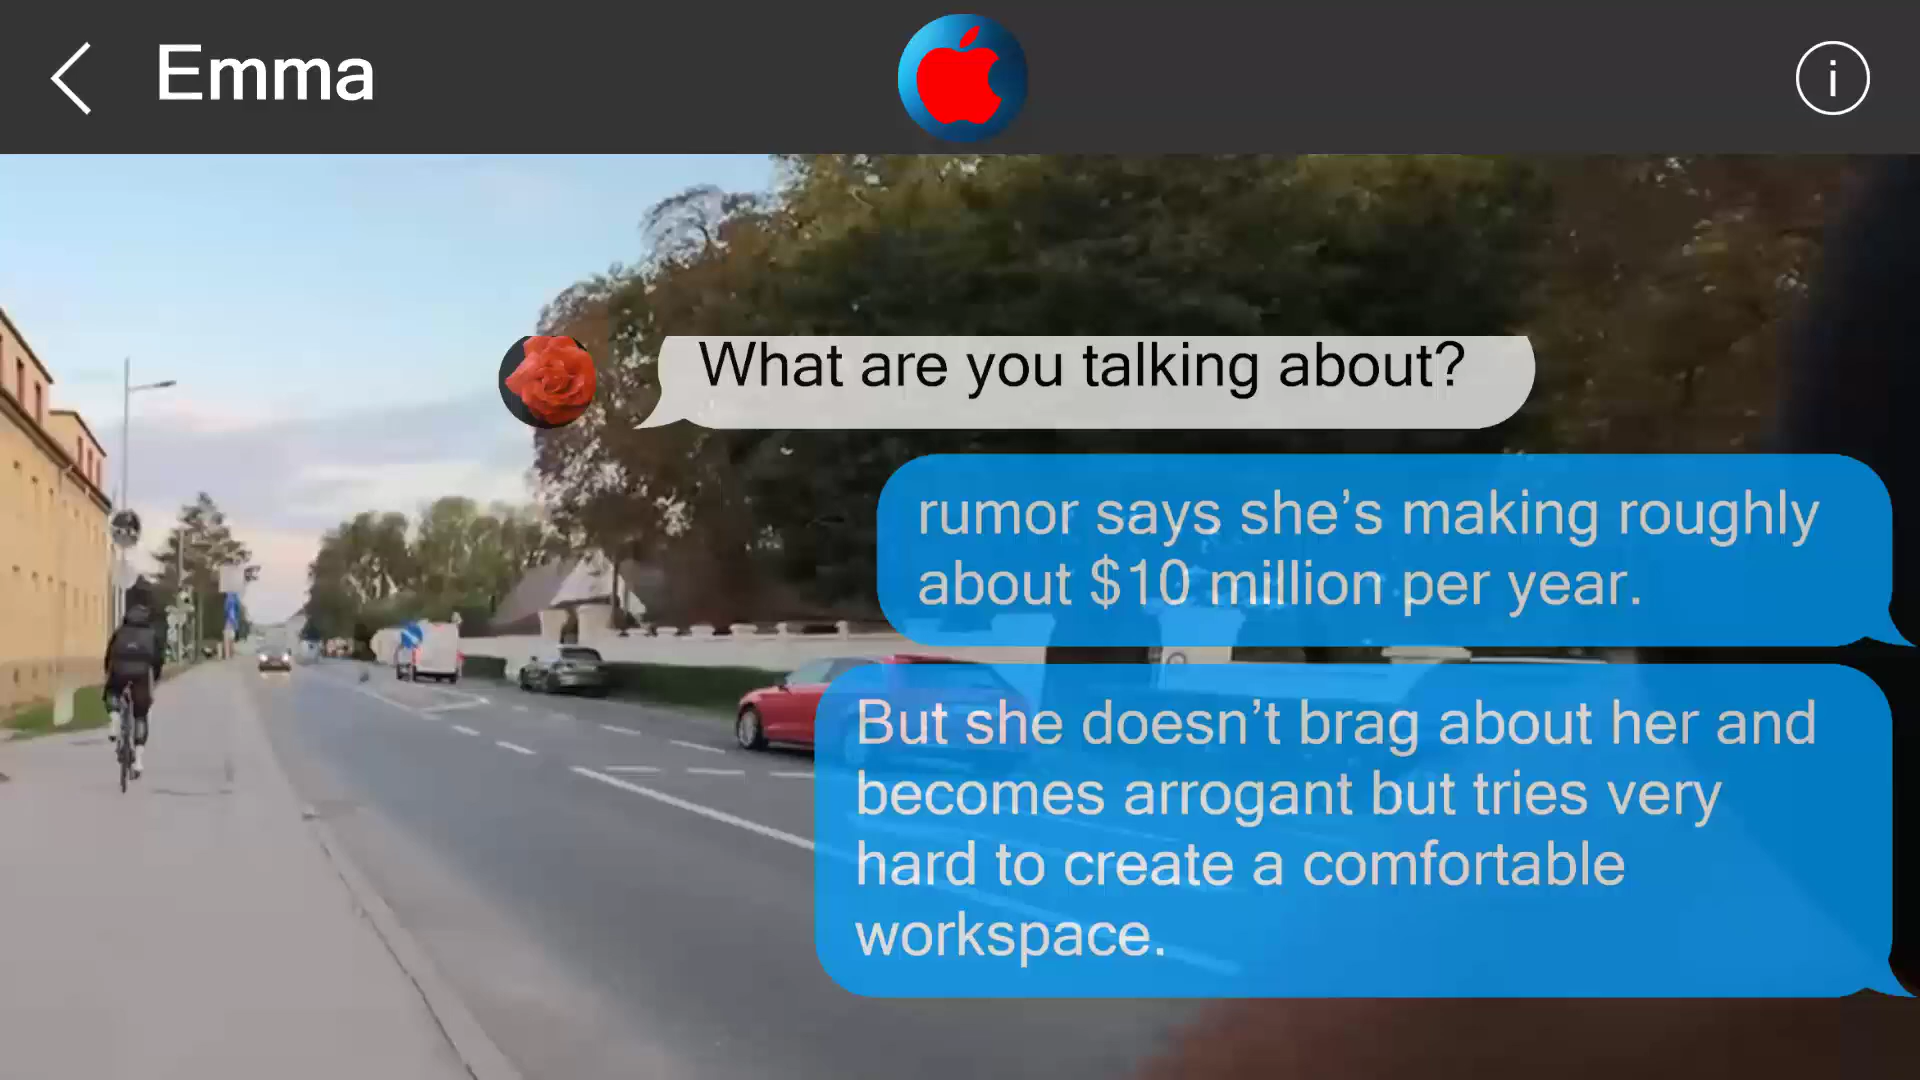 Emma
What are you talking about?
rumor says she’s making roughly
about $10 million per year.
But she doesn’t brag about her and
becomes arrogant but tries very
hard to create a comfortable
workspace.